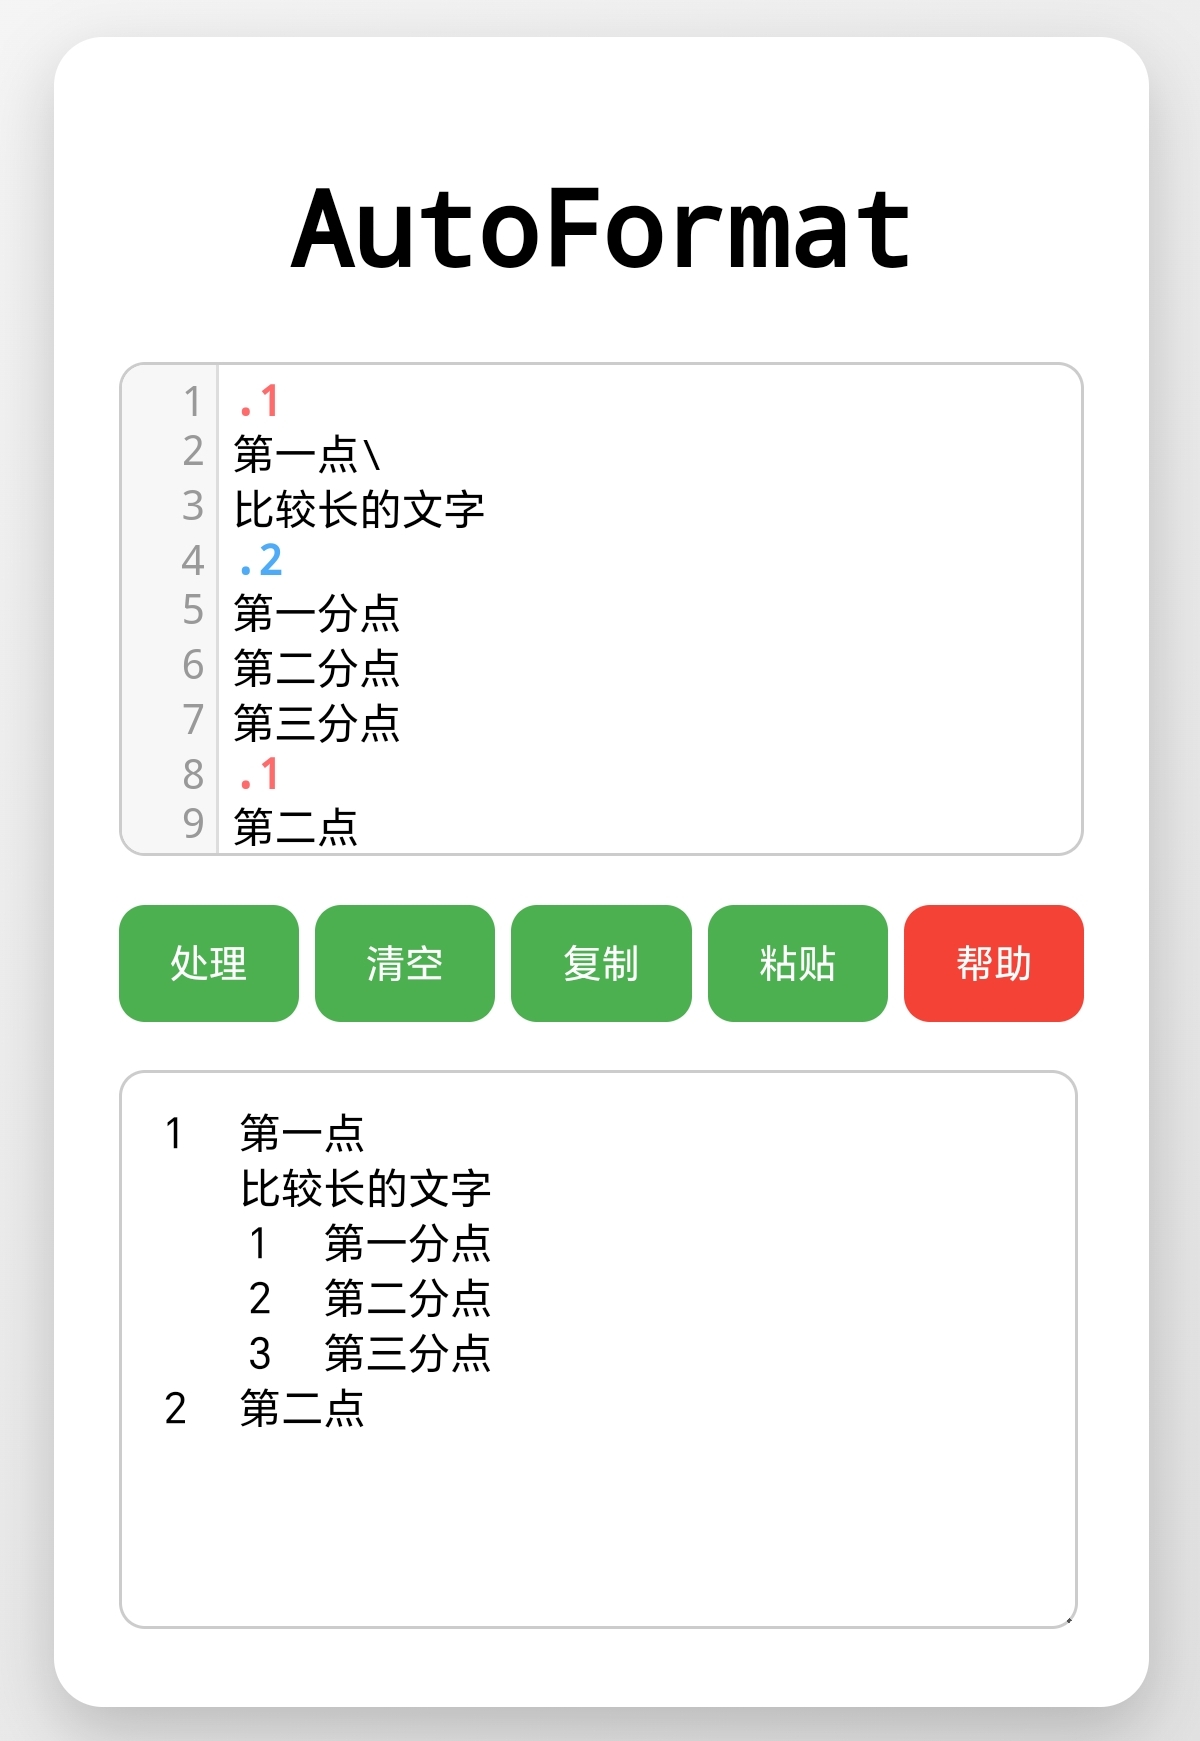 AutoFormat
1 .1
2 第一点\
3 比较长的文字
4 .2
5 第一分点
6 第二分点
7 第三分点
8 .1
9 第二点
处理 清空 复制 粘贴 帮助
1 第一点
比较长的文字
1 第一分点
2 第二分点
3 第三分点
2 第二点